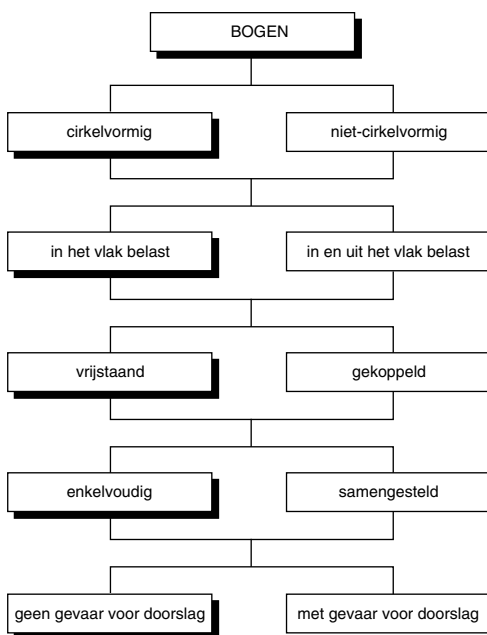 BOGEN
cirkelvormig
niet-cirkelvormig
in het vlak belast
in en uit het vlak belast
vrijstaand
gekoppeld
enkelvoudig
samengesteld
geen gevaar voor doorslag
met gevaar voor doorslag